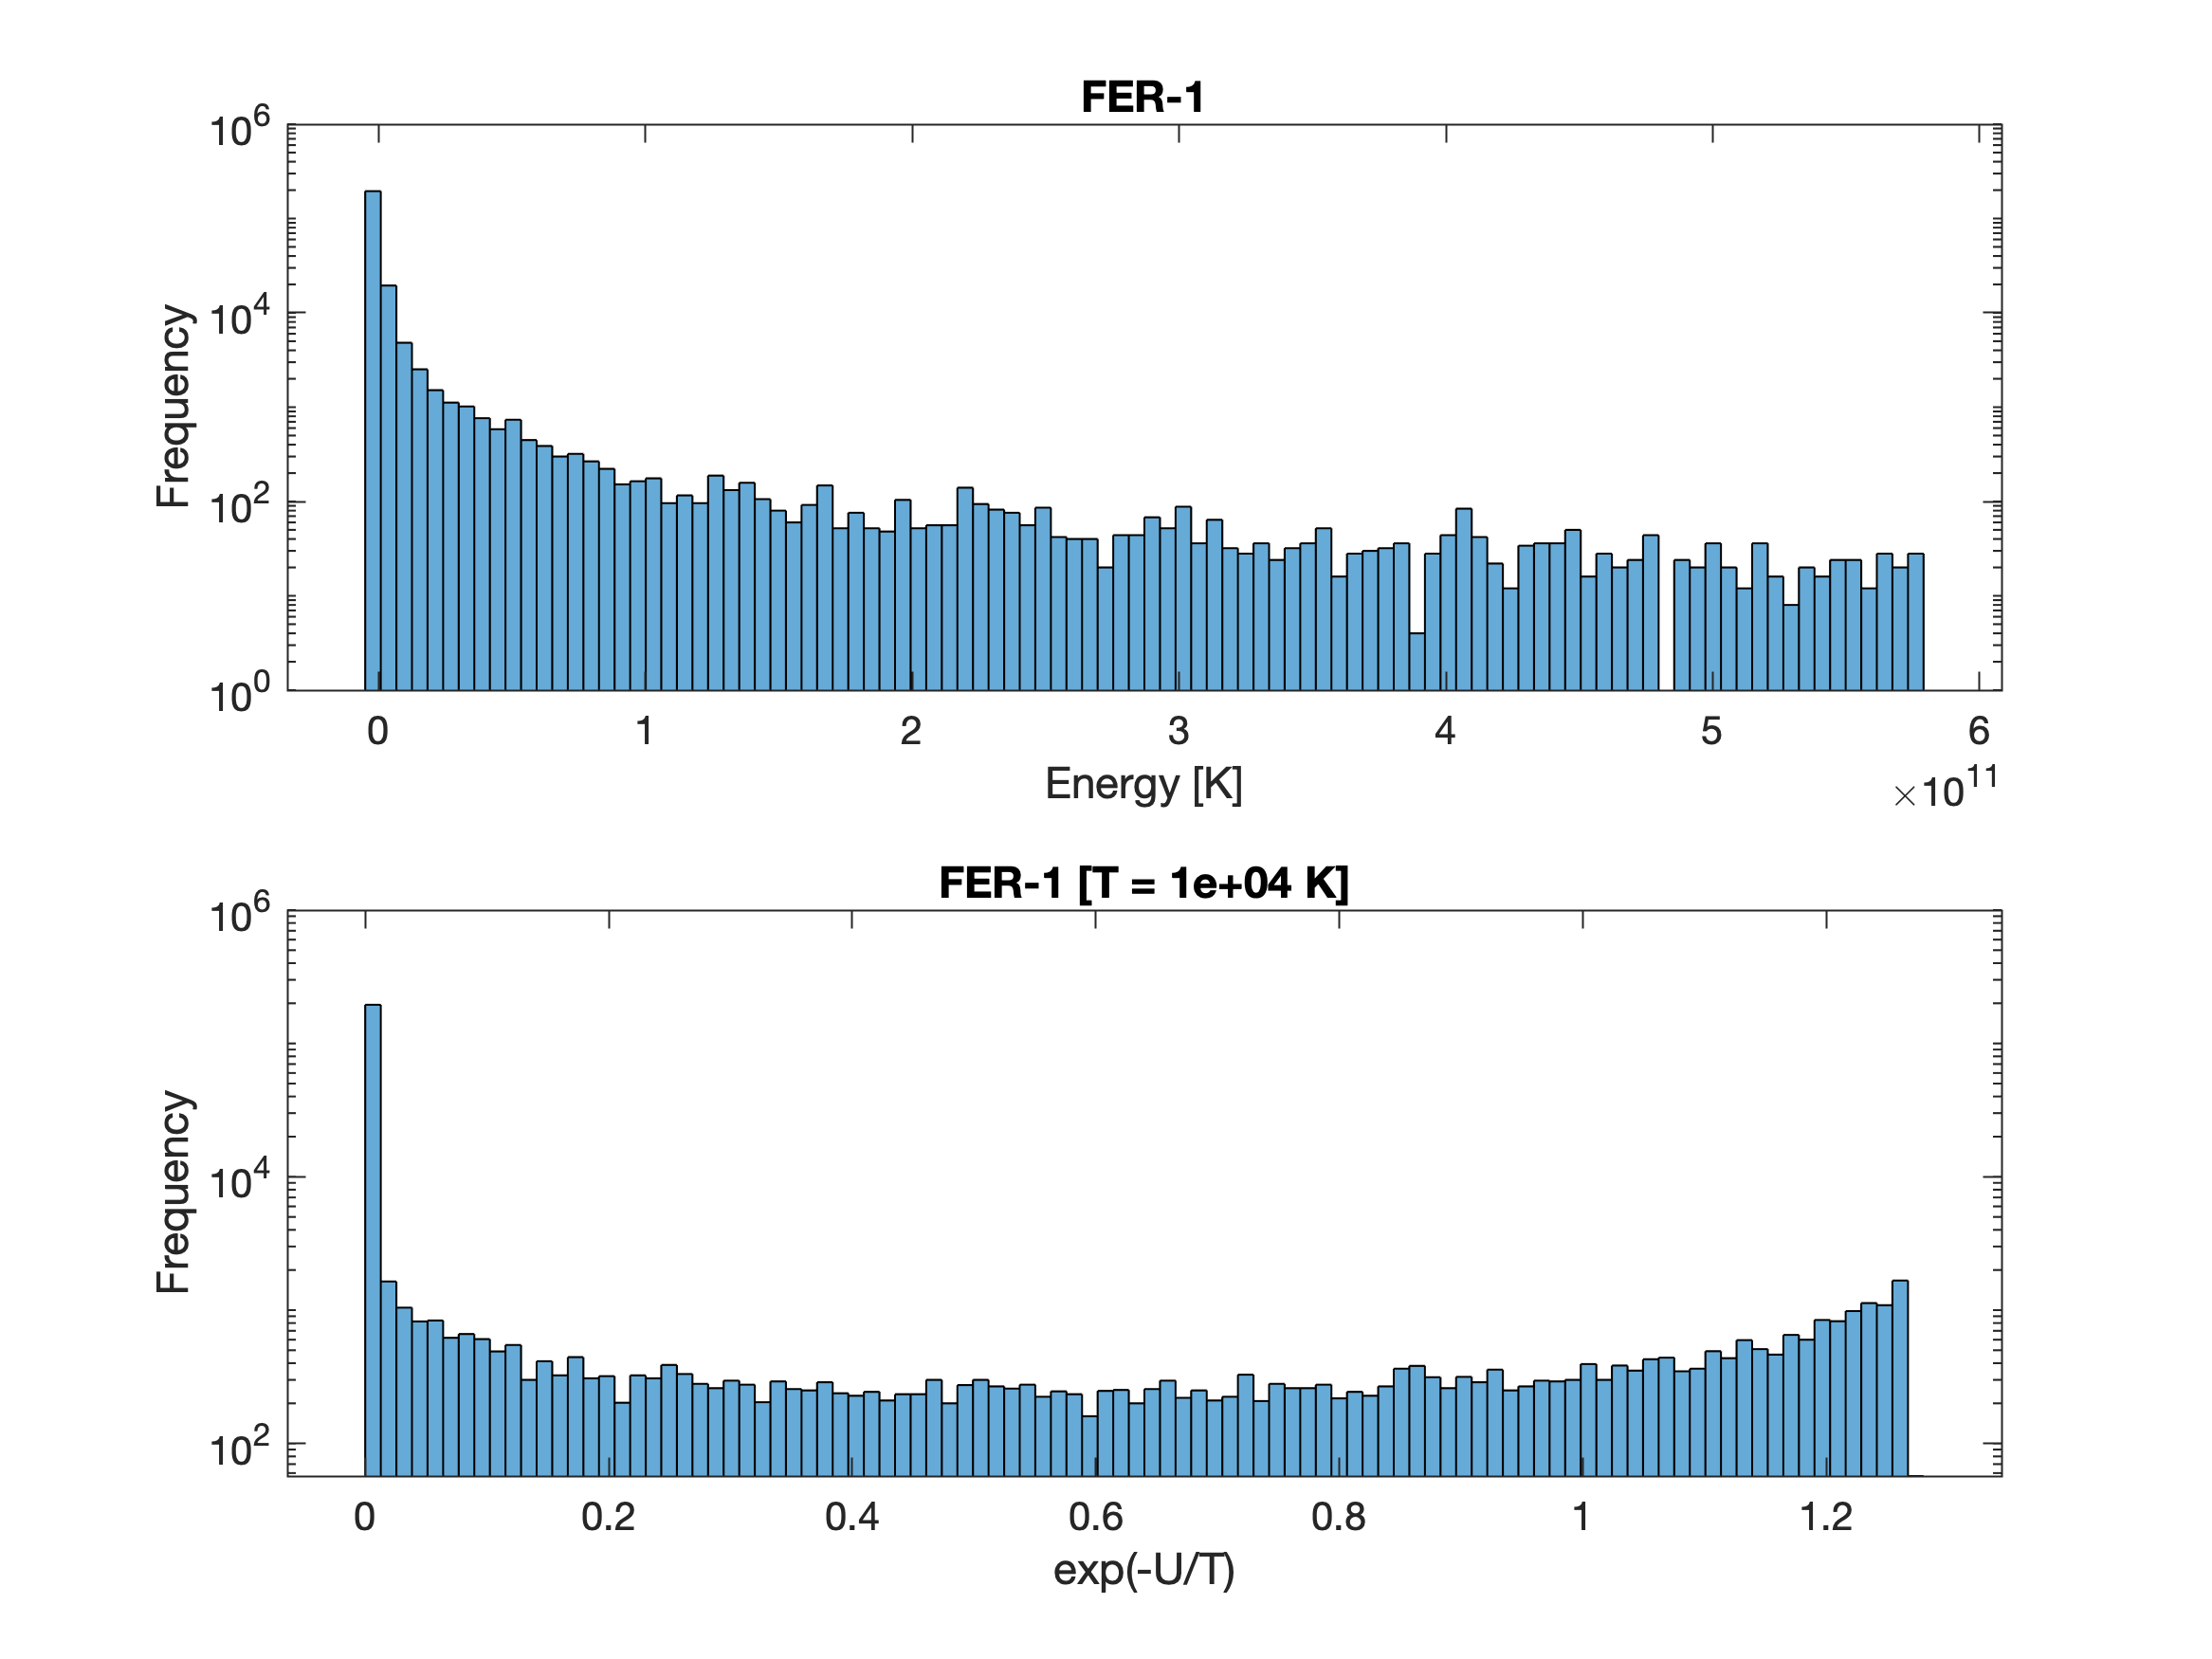 FER-1
10^6
10^4
10^2
10^0
Frequency
0 1 2 3 4 5 6
Energy [K]
×10^11
FER-1 [T = 1e+04 K]
10^6
10^4
10^2
Frequency
0 0.2 0.4 0.6 0.8 1 1.2
exp(-U/T)